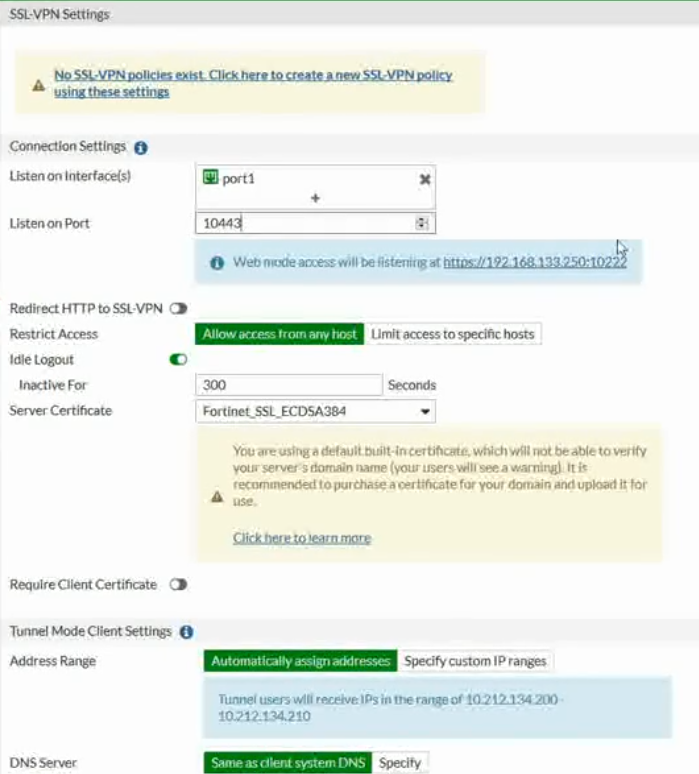 SSL-VPN Settings
No SSL-VPN policies exist. Click here to create a new SSL-VPN policy
using these settings
Connection Settings
Listen on Interface(s)
port1
+
Listen on Port
10443
Web mode access will be listening at https://192.168.133.250:10222
Redirect HTTP to SSL-VPN
Restrict Access
Allow access from any host Limit access to specific hosts
Idle Logout
Inactive For
300 Seconds
Server Certificate
Fortinet_SSL_ECDSA384
You are using a default built-in certificate, which will not be able to verify
your server's domain name (your users will see a warning). It is
recommended to purchase a certificate for your domain and upload it for
use.
Click here to learn more
Require Client Certificate
Tunnel Mode Client Settings
Address Range
Automatically assign addresses Specify custom IP ranges
Tunnel users will receive IPs in the range of 10.212.134.200 -
10.212.134.210
DNS Server
Same as client system DNS Specify